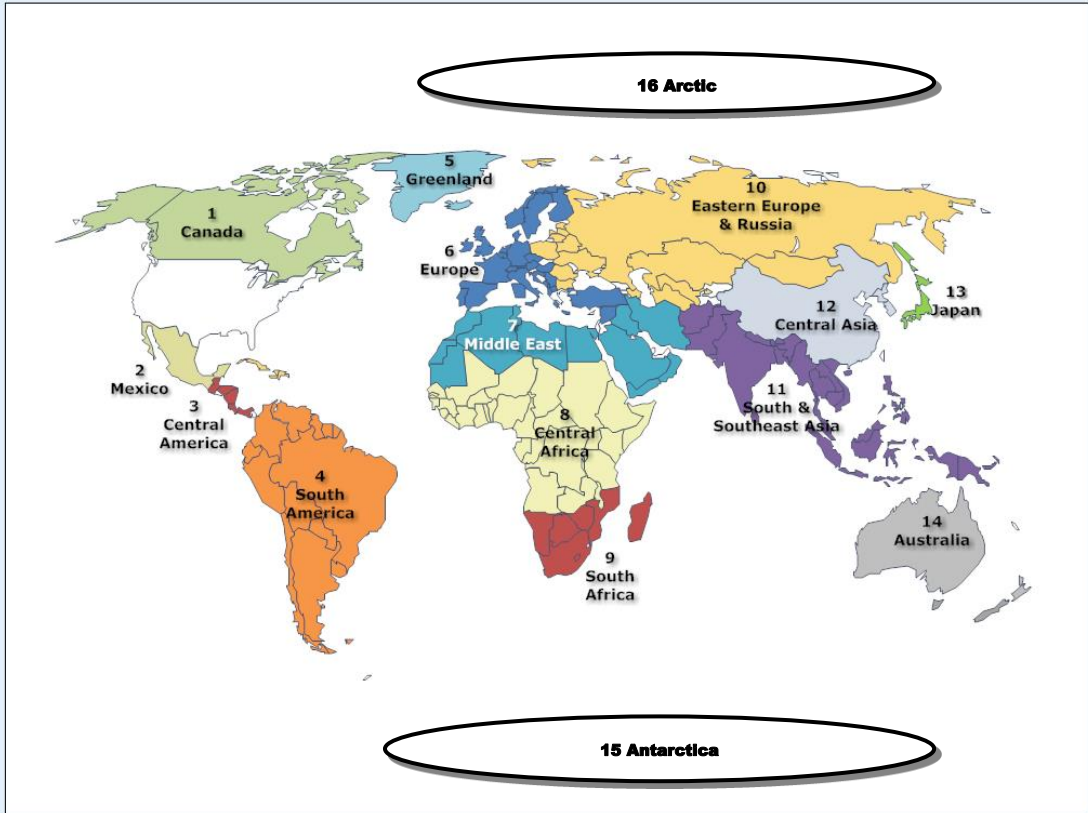 16 Arctic
5
Greenland
10
Eastern Europe
& Russia
1
Canada
6
Europe
13
Japan
12
Central Asia
7
Middle East
2
Mexico
11
South &
Southeast Asia
3
Central
America
8
Central
Africa
4
South
America
14
Australia
9
South
Africa
15 Antarctica